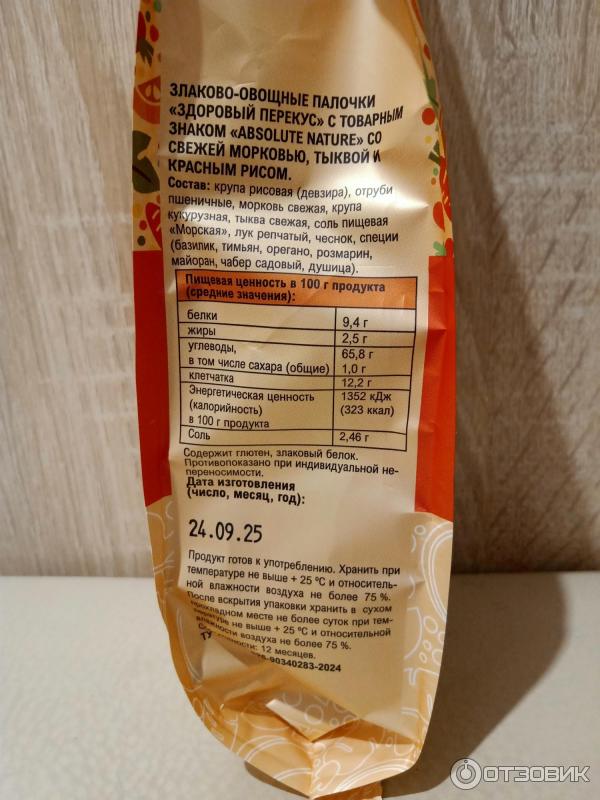 ЗЛАКОВО-ОВОЩНЫЕ ПАЛОЧКИ
«ЗДОРОВЫЙ ПЕРЕКУС» С ТОВАРНЫМ
ЗНАКОМ «ABSOLUTE NATURE» СО
СВЕЖЕЙ МОРКОВЬЮ, ТЫКВОЙ И
КРАСНЫМ РИСОМ.
Состав: крупа рисовая (девзира), отруби
пшеничные, морковь свежая, крупа
кукурузная, тыква свежая, соль пищевая
«Морская», лук репчатый, чеснок, специи
(базилик, тимьян, орегано, розмарин,
майоран, чабер садовый, душица).
Пищевая ценность в 100 г продукта
(средние значения):
белки 9,4 г
жиры 2,5 г
углеводы, 65,8 г
в том числе сахара (общие) 1,0 г
клетчатка 12,2 г
Энергетическая ценность 1352 кДж
(калорийность) (323 ккал)
в 100 г продукта
Соль 2,46 г
Содержит глютен, злаковый белок.
Противопоказано при индивидуальной не-
переносимости.
Дата изготовления
(число, месяц, год):
24.09.25
Продукт готов к употреблению. Хранить при
температуре не выше + 25 ºС и относитель-
ной влажности воздуха не более 75 %.
После вскрытия упаковки хранить в сухом
прохладном месте не более суток при тем-
пературе не выше + 25 ºС и относительной
влажности воздуха не более 75 %.
12 месяцев.
90340283-2024
ОТЗОВИК